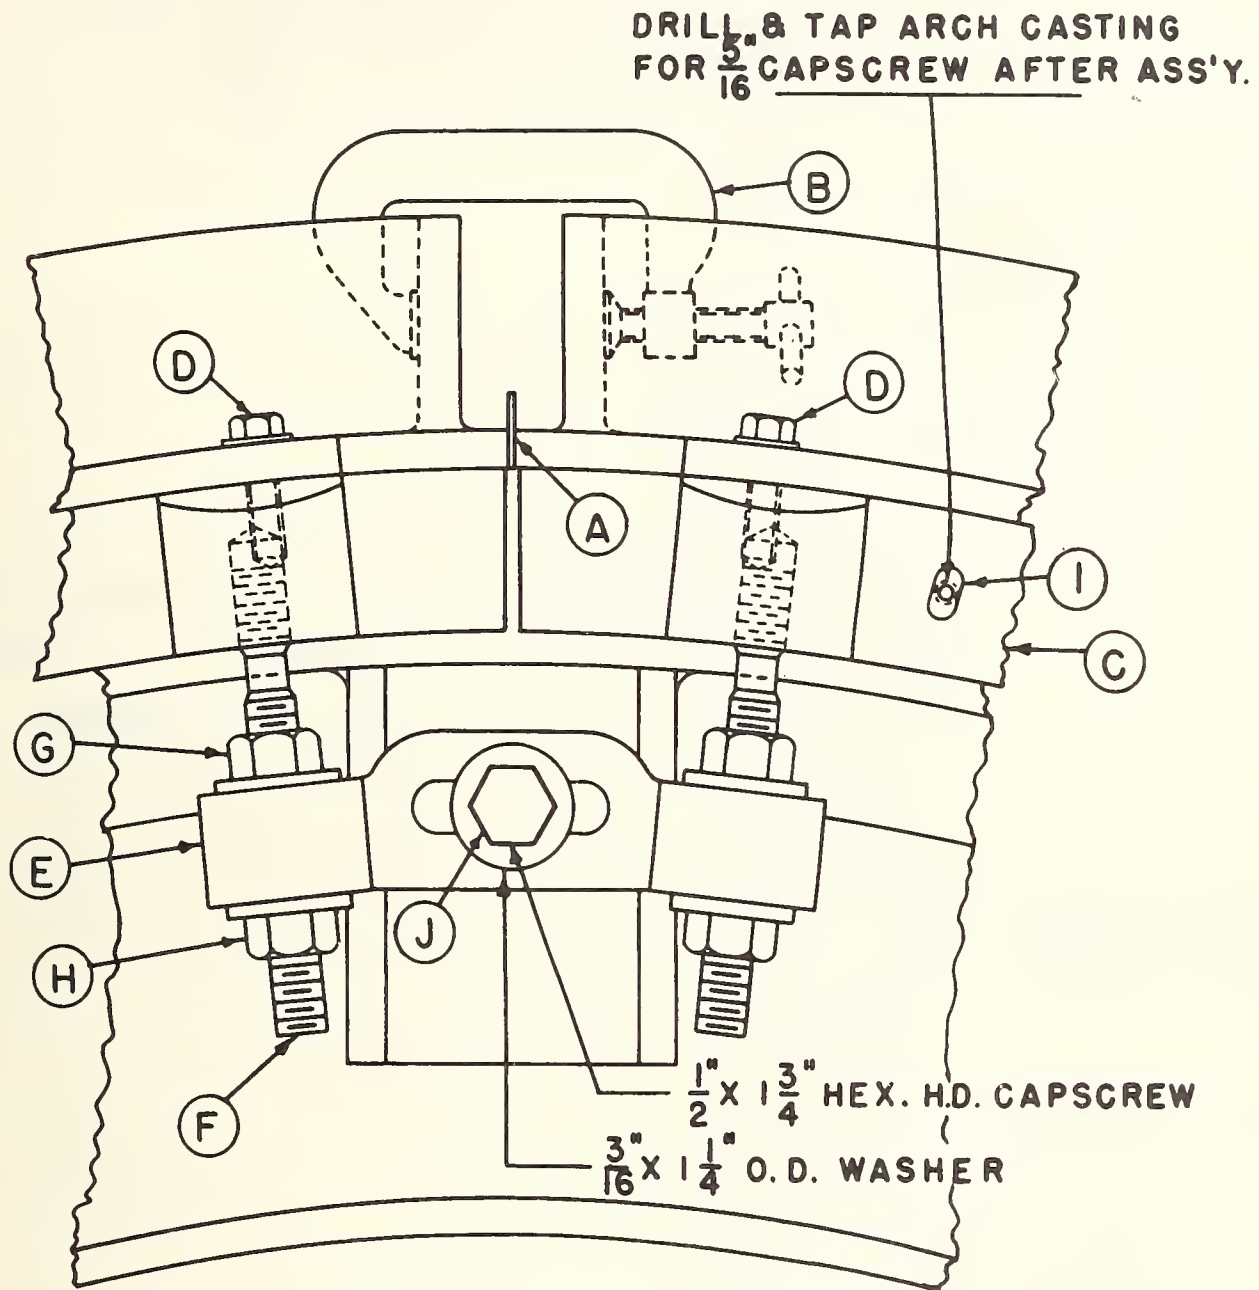 DRILL & TAP ARCH CASTING
FOR 5/16" CAPSCREW AFTER ASS'Y.
B
D
D
A
I
C
G
E
J
H
F
1/2" X 1 3/4" HEX. H'D. CAPSCREW
3/16" X 1 1/4" O.D. WASHER